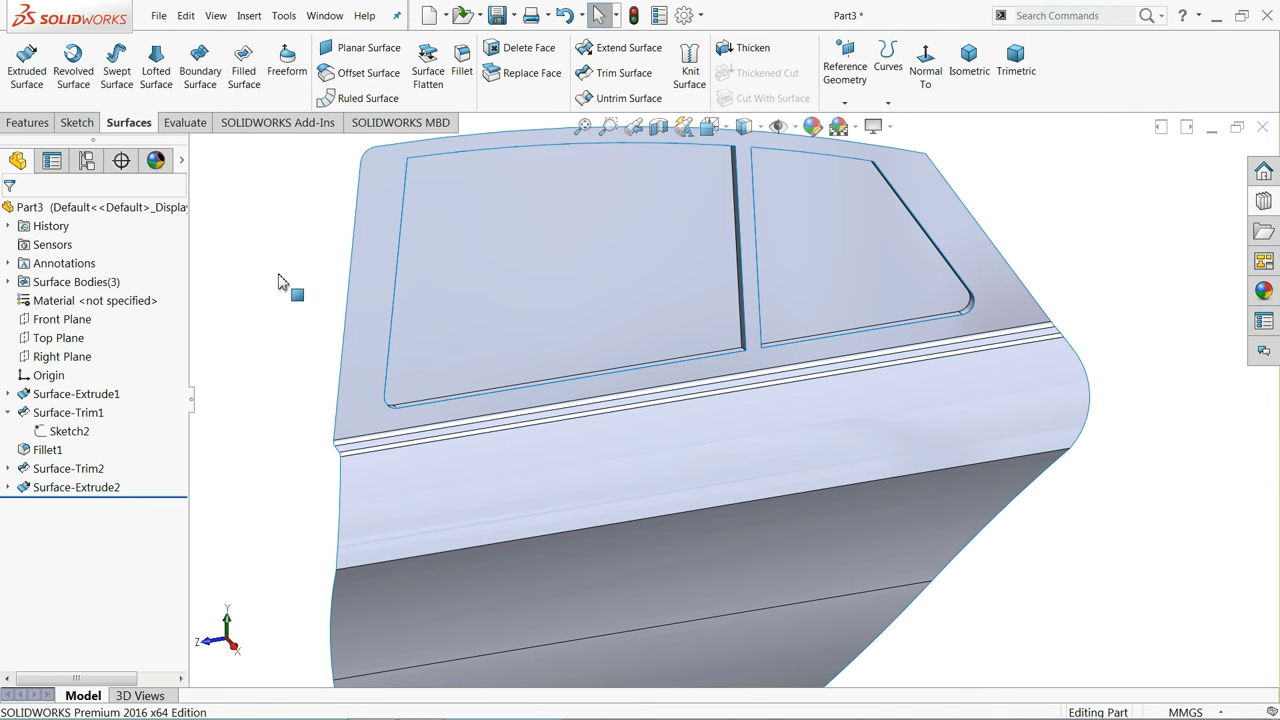 SOLIDWORKS
File Edit View Insert Tools Window Help
Part3 *
Search Commands
?
Extruded Surface
Revolved Surface
Swept Surface
Lofted Surface
Boundary Surface
Filled Surface
Freeform
Planar Surface
Offset Surface
Ruled Surface
Surface Flatten
Fillet
Delete Face
Replace Face
Extend Surface
Trim Surface
Untrim Surface
Knit Surface
Thicken
Thickened Cut
Cut With Surface
Reference Geometry
Curves
Normal To
Isometric
Trimetric
Features Sketch Surfaces Evaluate SOLIDWORKS Add-Ins SOLIDWORKS MBD
Part3 (Default<<Default>_Display
History
Sensors
Annotations
Surface Bodies(3)
Material <not specified>
Front Plane
Top Plane
Right Plane
Origin
Surface-Extrude1
Surface-Trim1
Sketch2
Fillet1
Surface-Trim2
Surface-Extrude2
Y
Z
X
Model 3D Views
SOLIDWORKS Premium 2016 x64 Edition
Editing Part
MMGS